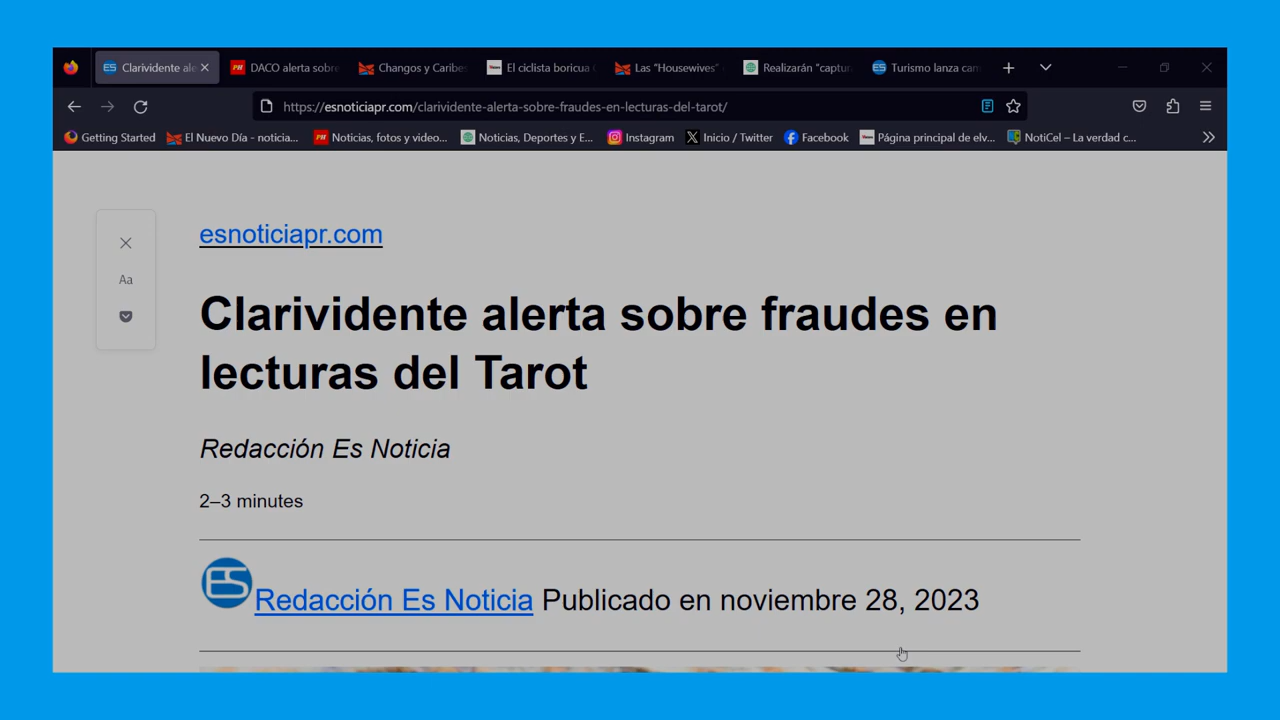 Clarividente ale
DACO alerta sobre
Changos y Caribes
El ciclista boricua
Las "Housewives"
Realizarán "captur
Turismo lanza cam
https://esnoticiapr.com/clarividente-alerta-sobre-fraudes-en-lecturas-del-tarot/
Getting Started
El Nuevo Día - noticia...
Noticias, fotos y video...
Noticias, Deportes y E...
Instagram
Inicio / Twitter
Facebook
Página principal de elv...
NotiCel – La verdad c...
esnoticiapr.com
Aa
Clarividente alerta sobre fraudes en
lecturas del Tarot
Redacción Es Noticia
2–3 minutes
ES
Redacción Es Noticia Publicado en noviembre 28, 2023